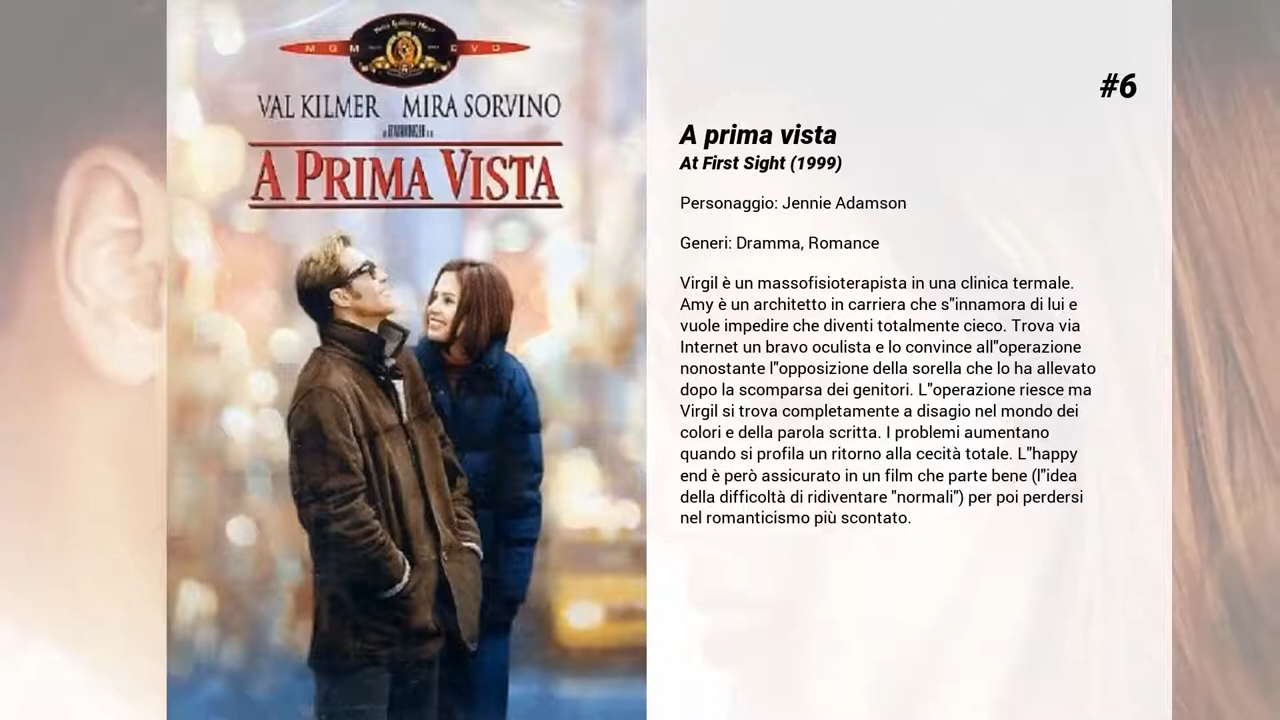 M G M
Metro Goldwyn Mayer
D V D
VAL KILMER MIRA SORVINO
A PRIMA VISTA
#6
A prima vista
At First Sight (1999)
Personaggio: Jennie Adamson
Generi: Dramma, Romance
Virgil è un massofisioterapista in una clinica termale.
Amy è un architetto in carriera che s"innamora di lui e
vuole impedire che diventi totalmente cieco. Trova via
Internet un bravo oculista e lo convince all"operazione
nonostante l"opposizione della sorella che lo ha allevato
dopo la scomparsa dei genitori. L"operazione riesce ma
Virgil si trova completamente a disagio nel mondo dei
colori e della parola scritta. I problemi aumentano
quando si profila un ritorno alla cecità totale. L"happy
end è però assicurato in un film che parte bene (l"idea
della difficoltà di ridiventare "normali") per poi perdersi
nel romanticismo più scontato.